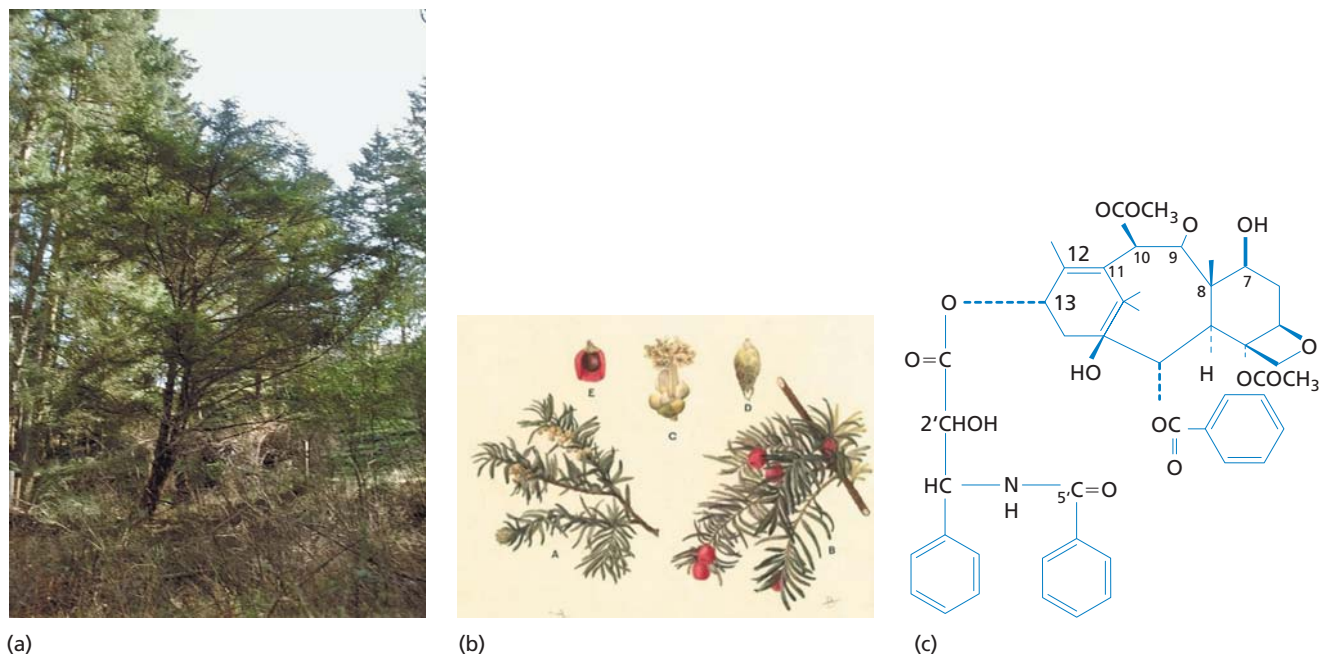 E
C
D
A
B
(a)
(b)
OCOCH₃
O
OH
12
11
10
9
8
7
O
13
O
O=C
HO
H
OCOCH₃
OC
O
2'CHOH
HC
N
H
5'C=O
(c)